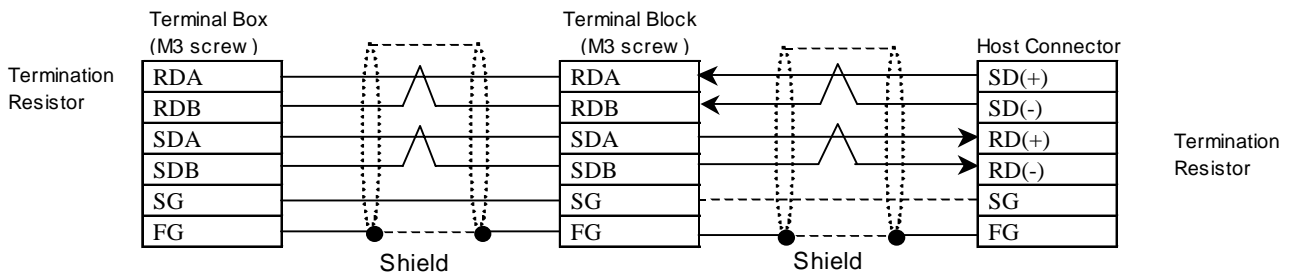 Terminal Box
(M3 screw)
Terminal Block
(M3 screw)
Host Connector
Termination
Resistor
RDA
RDB
SDA
SDB
SG
FG
Shield
RDA
RDB
SDA
SDB
SG
FG
Shield
SD(+)
SD(-)
RD(+)
RD(-)
SG
FG
Termination
Resistor